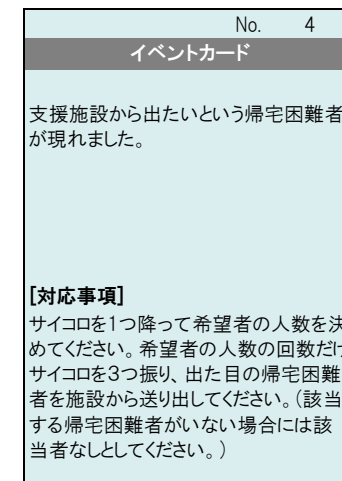 No. 4
イベントカード
支援施設から出たいという帰宅困難者
が現れました。
[対応事項]
サイコロを1つ降って希望者の人数を決
めてください。希望者の人数の回数だけ
サイコロを3つ振り、出た目の帰宅困難
者を施設から送り出してください。(該当
する帰宅困難者がいない場合には該
当者なしとしてください。)